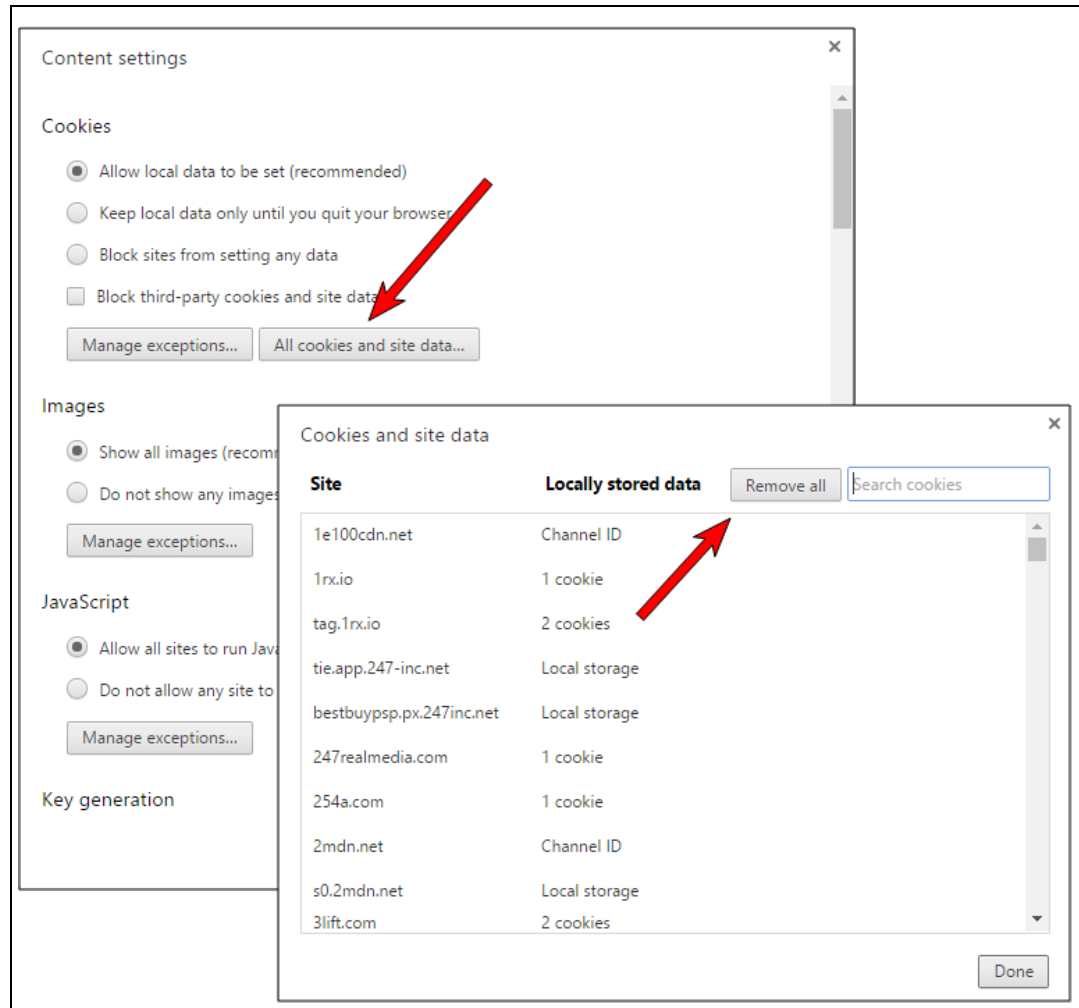 Content settings
Cookies
Allow local data to be set (recommended)
Keep local data only until you quit your browser
Block sites from setting any data
Block third-party cookies and site data
Manage exceptions... All cookies and site data...
Images
Show all images (recomm
Do not show any images
Manage exceptions...
JavaScript
Allow all sites to run Java
Do not allow any site to
Manage exceptions...
Key generation
Cookies and site data
Site Locally stored data Remove all Search cookies
1e100cdn.net Channel ID
1rx.io 1 cookie
tag.1rx.io 2 cookies
tie.app.247-inc.net Local storage
bestbuypsp.px.247inc.net Local storage
247realmedia.com 1 cookie
254a.com 1 cookie
2mdn.net Channel ID
s0.2mdn.net Local storage
3lift.com 2 cookies
Done